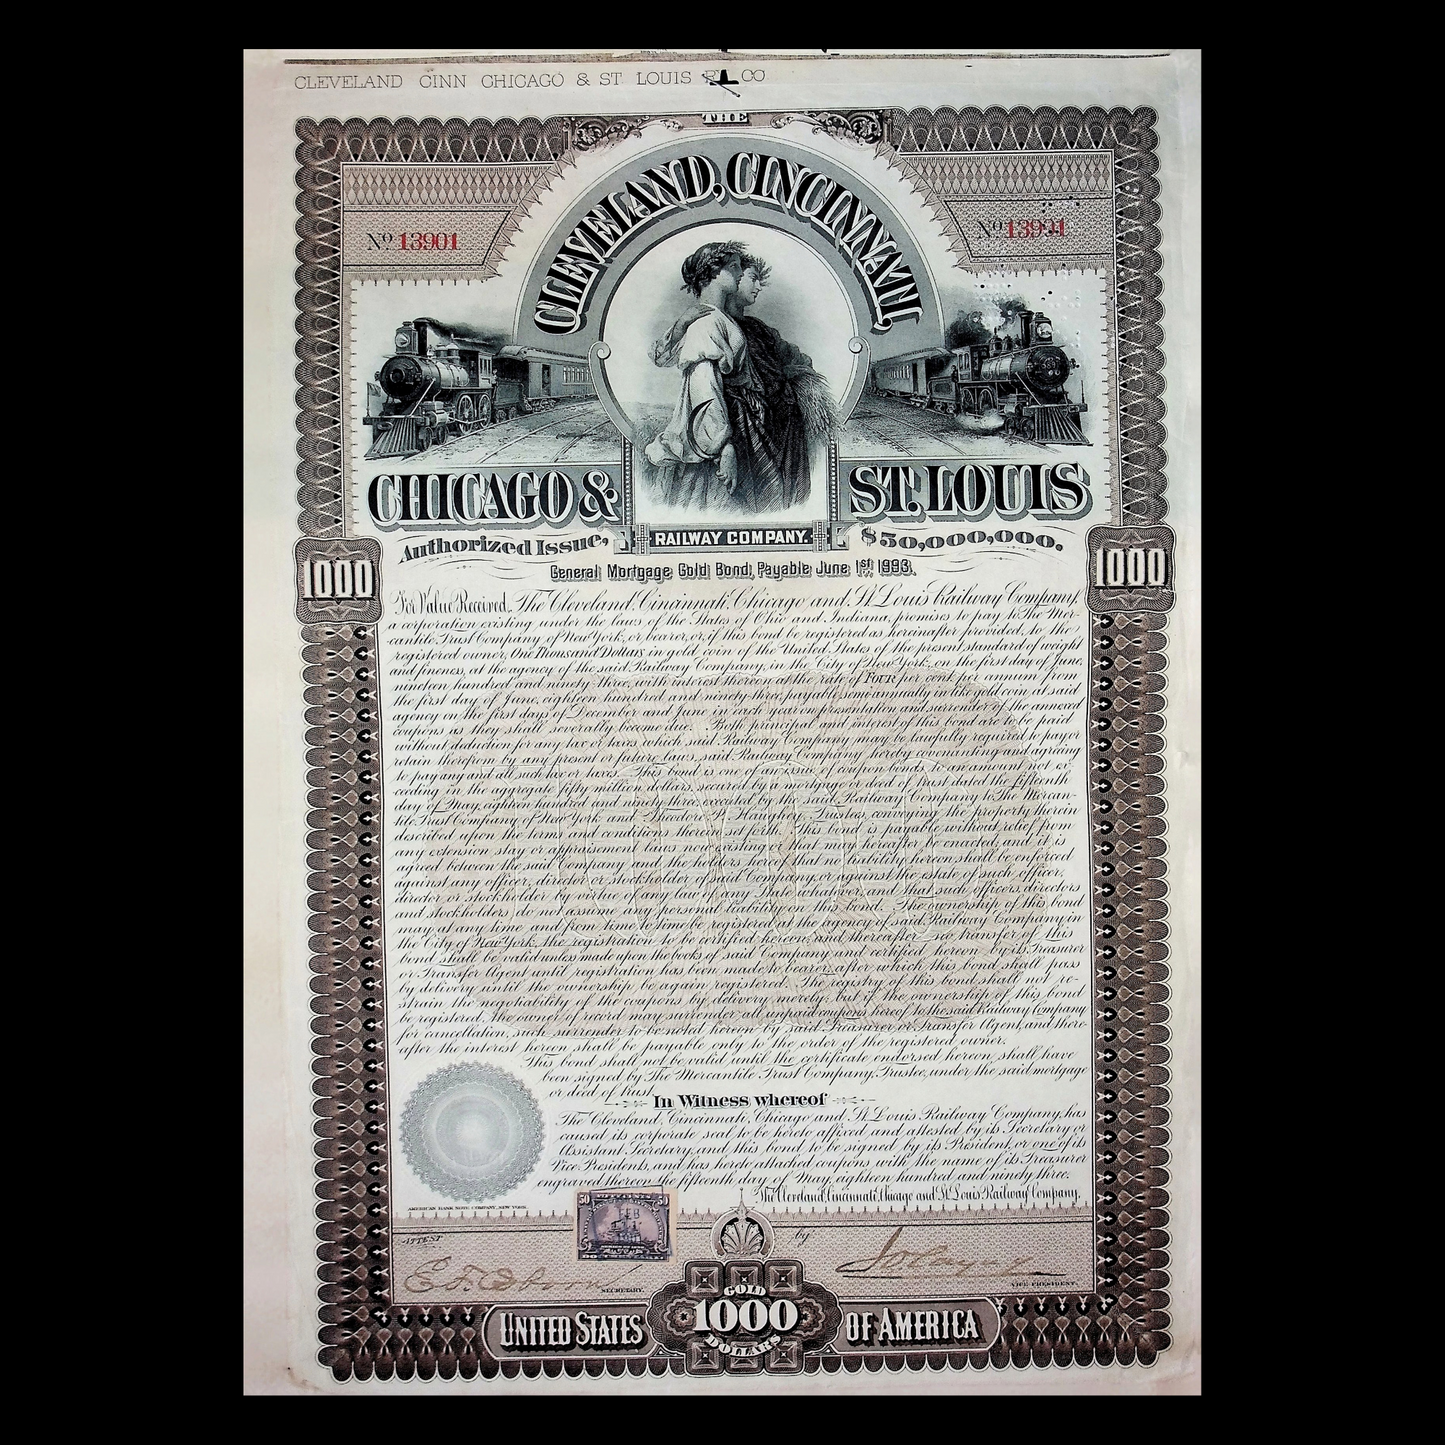 CLEVELAND CINN CHICAGO & ST LOUIS CO
THE
CLEVELAND, CINCINNATI,
No 13901
No 13901
CHICAGO & ST. LOUIS
RAILWAY COMPANY.
Authorized Issue, $50,000,000.
General Mortgage Gold Bond, Payable June 1st 1993.
1000
1000
For Value Received, The Cleveland, Cincinnati, Chicago and St Louis Railway Company,
a corporation existing under the laws of the States of Ohio and Indiana, promises to pay to The Mer-
cantile Trust Company of New York, or bearer, or, if this bond be registered as hereinafter provided, to the
registered owner, One Thousand Dollars in gold coin of the United States of the present standard of weight
and fineness, at the agency of the said Railway Company, in the City of New York, on the first day of June,
nineteen hundred and ninety-three, with interest thereon at the rate of FOUR per cent per annum from
the first day of June, eighteen hundred and ninety-three, payable semi-annually in like gold coin, at said
agency on the first days of December and June in each year on presentation and surrender of the annexed
coupons as they shall severally become due. Both principal and interest of this bond are to be paid
without deduction for any tax or taxes which said Railway Company may be lawfully required to pay or
retain therefrom by any present or future laws, said Railway Company hereby covenanting and agreeing
to pay any and all such tax or taxes. This bond is one of an issue of coupon bonds to an amount not ex-
ceeding in the aggregate fifty million dollars secured by a mortgage or deed of trust dated the fifteenth
day of May, eighteen hundred and ninety-three, executed by the said Railway Company to The Mercan-
tile Trust Company of New York and Theodore P. Haughey, Trustees, conveying the property therein
described upon the terms and conditions therein set forth. This bond is payable without relief from
any extension, stay or appraisement laws now existing or that may hereafter be enacted, and it is
agreed between the said Company and the holders hereof that no liability hereon shall be enforced
against any officer, director or stockholder of said Company, or against the estate of such officer,
director or stockholder by virtue of any law of any State whatever, and that such officers, directors
and stockholders do not assume any personal liability on this bond. The ownership of this bond
may at any time and from time to time be registered at the agency of said Railway Company in
the City of New York, the registration to be certified hereon, and thereafter no transfer of this
bond shall be valid unless made upon the books of said Company and certified hereon by its Treasurer
or Transfer Agent until registration has been made to bearer, after which this bond shall pass
by delivery until the ownership be again registered. The registry of this bond shall not re-
strain the negotiability of the coupons by delivery merely; but if the ownership of this bond
be registered, the owner of record may surrender all unpaid coupons hereof to the said Railway Company
for cancellation, such surrender to be noted hereon by said Treasurer or Transfer Agent, and there-
after the interest hereon shall be payable only to the order of the registered owner.
This bond shall not be valid until the certificate endorsed hereon shall have
been signed by The Mercantile Trust Company, Trustee, under the said mortgage
or deed of trust.
In Witness whereof
The Cleveland, Cincinnati, Chicago and St Louis Railway Company, has
caused its corporate seal to be hereto affixed, and attested by its Secretary or
Assistant Secretary, and this bond to be signed by its President, or one of its
Vice Presidents, and has hereto attached coupons with the name of its Treasurer
engraved thereon, the fifteenth day of May, eighteen hundred and ninety three.
The Cleveland, Cincinnati, Chicago and St Louis Railway Company,
AMERICAN BANK NOTE COMPANY, NEW YORK.
50 50
FEB
ATTEST
by
E. F. Osborn
SECRETARY.
VICE PRESIDENT.
UNITED STATES
GOLD
1000
DOLLARS
OF AMERICA